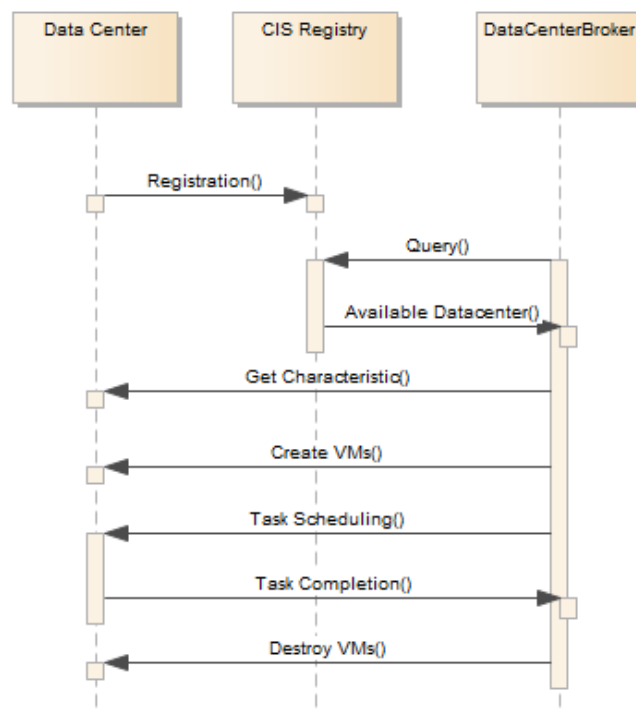 Data Center
CIS Registry
DataCenterBroker
Registration()
Query()
Available Datacenter()
Get Characteristic()
Create VMs()
Task Scheduling()
Task Completion()
Destroy VMs()